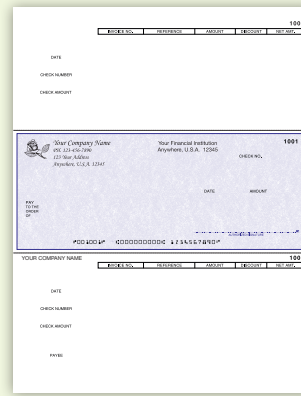 100
INVOICE NO. REFERENCE AMOUNT DISCOUNT NET AMT.
DATE
CHECK NUMBER
CHECK AMOUNT
Your Company Name
PH. 123-456-7890
123 Your Address
Anywhere, U.S.A. 12345
Your Financial Institution
Anywhere, U.S.A. 12345
1001
CHECK NO.
DATE AMOUNT
PAY
TO THE
ORDER
OF
YOUR COMPANY NAME
100
INVOICE NO. REFERENCE AMOUNT DISCOUNT NET AMT.
DATE
CHECK NUMBER
CHECK AMOUNT
PAYEE